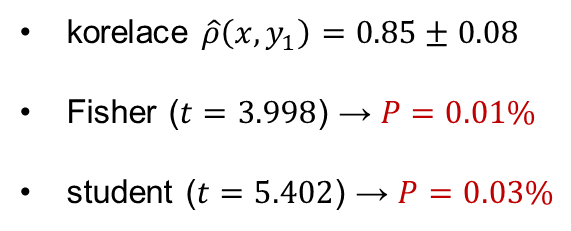 • korelace ρ̂(x, y₁) = 0.85 ± 0.08
• Fisher (t = 3.998) → P = 0.01%
• student (t = 5.402) → P = 0.03%